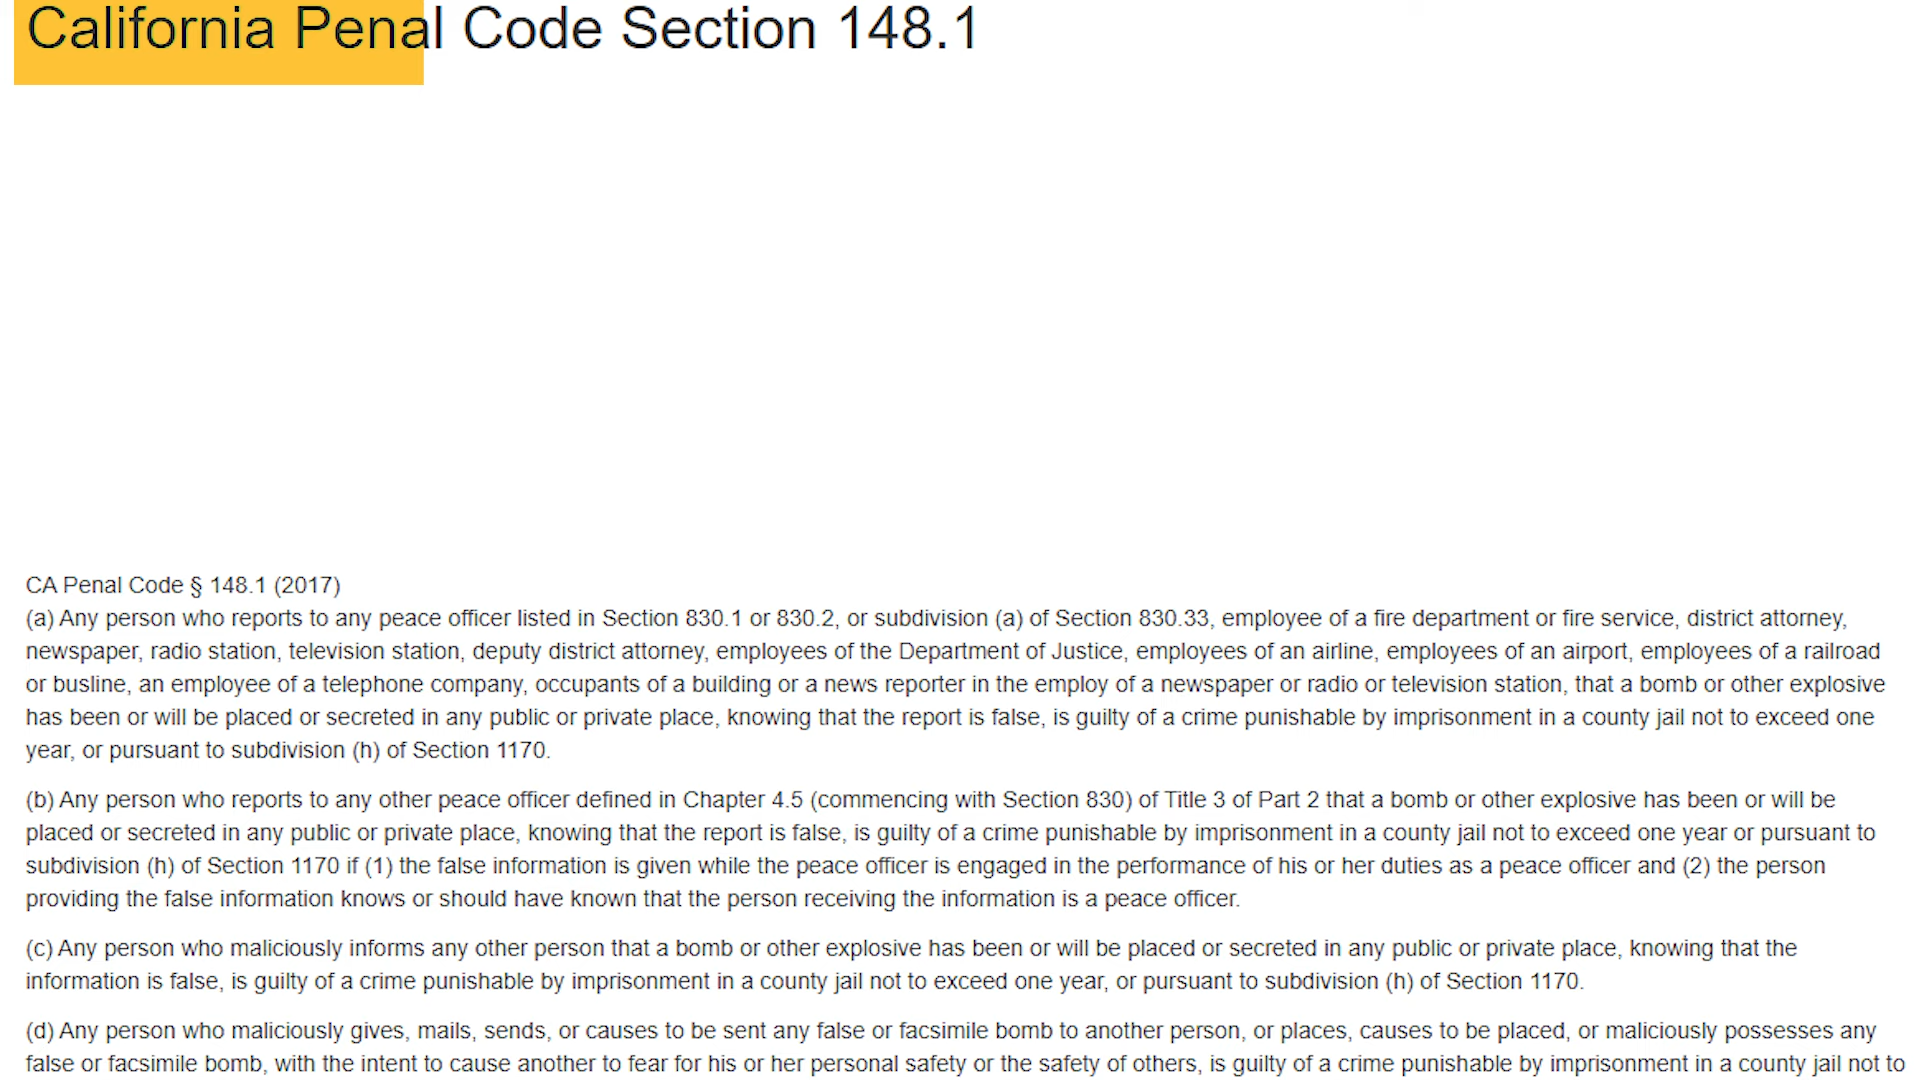 California Penal Code Section 148.1
CA Penal Code § 148.1 (2017)
(a) Any person who reports to any peace officer listed in Section 830.1 or 830.2, or subdivision (a) of Section 830.33, employee of a fire department or fire service, district attorney,
newspaper, radio station, television station, deputy district attorney, employees of the Department of Justice, employees of an airline, employees of an airport, employees of a railroad
or busline, an employee of a telephone company, occupants of a building or a news reporter in the employ of a newspaper or radio or television station, that a bomb or other explosive
has been or will be placed or secreted in any public or private place, knowing that the report is false, is guilty of a crime punishable by imprisonment in a county jail not to exceed one
year, or pursuant to subdivision (h) of Section 1170.
(b) Any person who reports to any other peace officer defined in Chapter 4.5 (commencing with Section 830) of Title 3 of Part 2 that a bomb or other explosive has been or will be
placed or secreted in any public or private place, knowing that the report is false, is guilty of a crime punishable by imprisonment in a county jail not to exceed one year or pursuant to
subdivision (h) of Section 1170 if (1) the false information is given while the peace officer is engaged in the performance of his or her duties as a peace officer and (2) the person
providing the false information knows or should have known that the person receiving the information is a peace officer.
(c) Any person who maliciously informs any other person that a bomb or other explosive has been or will be placed or secreted in any public or private place, knowing that the
information is false, is guilty of a crime punishable by imprisonment in a county jail not to exceed one year, or pursuant to subdivision (h) of Section 1170.
(d) Any person who maliciously gives, mails, sends, or causes to be sent any false or facsimile bomb to another person, or places, causes to be placed, or maliciously possesses any
false or facsimile bomb, with the intent to cause another to fear for his or her personal safety or the safety of others, is guilty of a crime punishable by imprisonment in a county jail not to